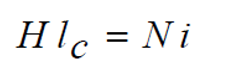 H l_c = N i